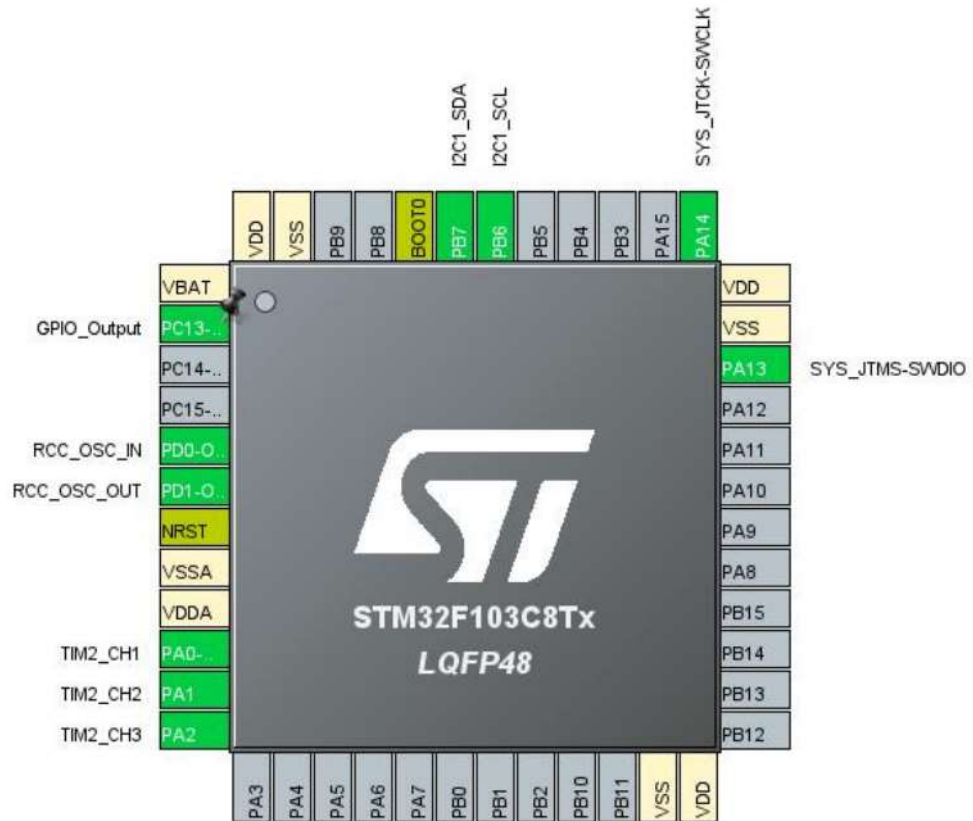 SYS_JTCK-SWCLK
I2C1_SDA
I2C1_SCL
VDD
VSS
PB9
PB8
BOOT0
PB7
PB6
PB5
PB4
PB3
PA15
PA14
VBAT
GPIO_Output PC13-..
PC14-..
PC15-..
RCC_OSC_IN PD0-O..
RCC_OSC_OUT PD1-O..
NRST
VSSA
VDDA
TIM2_CH1 PA0-..
TIM2_CH2 PA1
TIM2_CH3 PA2
ST
STM32F103C8Tx
LQFP48
VDD
VSS
PA13 SYS_JTMS-SWDIO
PA12
PA11
PA10
PA9
PA8
PB15
PB14
PB13
PB12
PA3
PA4
PA5
PA6
PA7
PB0
PB1
PB2
PB10
PB11
VSS
VDD